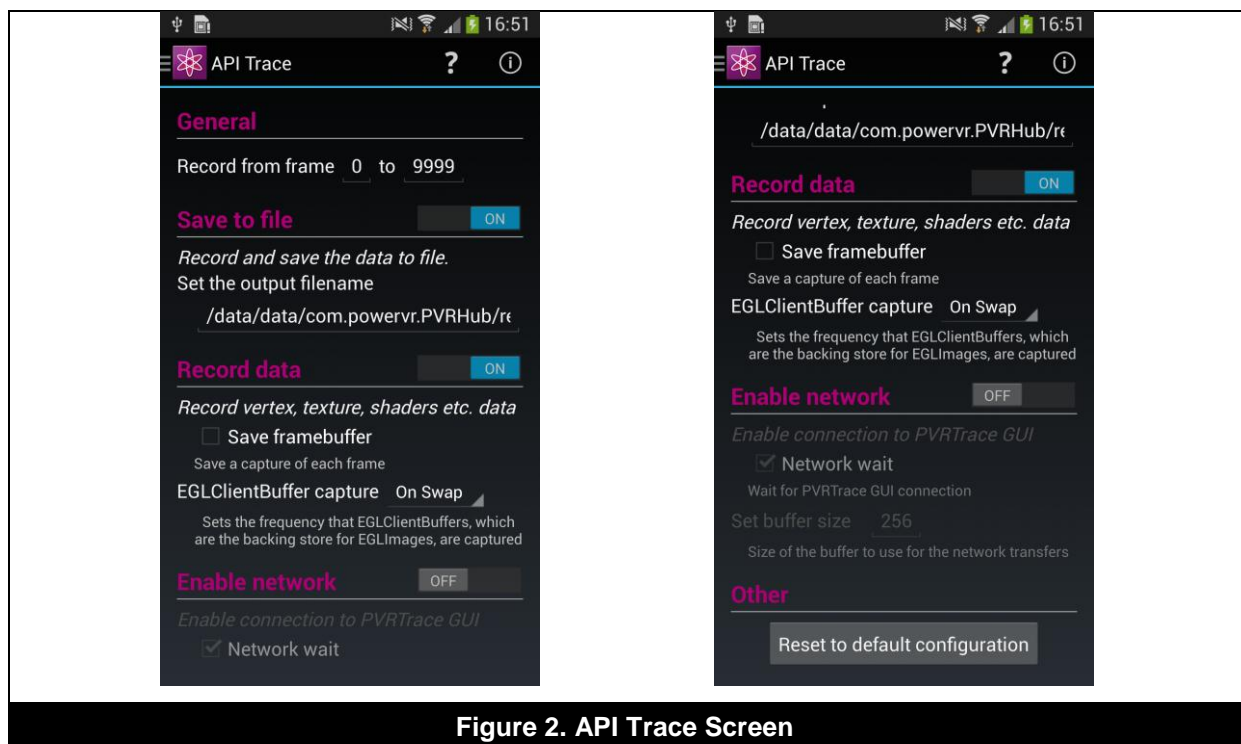 16:51
API Trace ?
General
Record from frame 0 to 9999
Save to file ON
Record and save the data to file.
Set the output filename
/data/data/com.powervr.PVRHub/re
Record data ON
Record vertex, texture, shaders etc. data
Save framebuffer
Save a capture of each frame
EGLClientBuffer capture On Swap
Sets the frequency that EGLClientBuffers, which
are the backing store for EGLImages, are captured
Enable network OFF
Enable connection to PVRTrace GUI
Network wait
16:51
API Trace ?
/data/data/com.powervr.PVRHub/re
Record data ON
Record vertex, texture, shaders etc. data
Save framebuffer
Save a capture of each frame
EGLClientBuffer capture On Swap
Sets the frequency that EGLClientBuffers, which
are the backing store for EGLImages, are captured
Enable network OFF
Enable connection to PVRTrace GUI
Network wait
Wait for PVRTrace GUI connection
Set buffer size 256
Size of the buffer to use for the network transfers
Other
Reset to default configuration
Figure 2. API Trace Screen